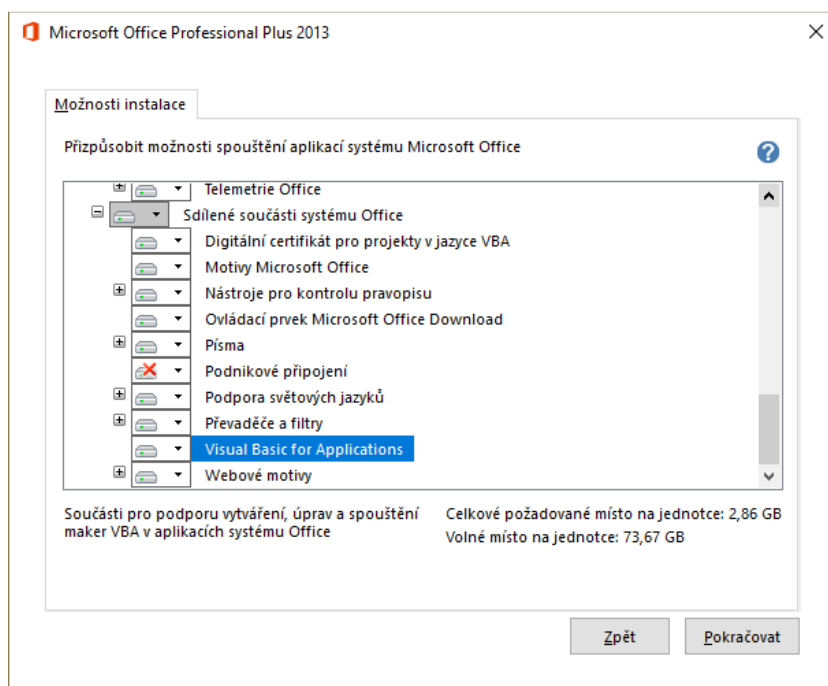 Microsoft Office Professional Plus 2013
Možnosti instalace
Přizpůsobit možnosti spouštění aplikací systému Microsoft Office
Telemetrie Office
Sdílené součásti systému Office
Digitální certifikát pro projekty v jazyce VBA
Motivy Microsoft Office
Nástroje pro kontrolu pravopisu
Ovládací prvek Microsoft Office Download
Písma
Podnikové připojení
Podpora světových jazyků
Převaděče a filtry
Visual Basic for Applications
Webové motivy
Součásti pro podporu vytváření, úprav a spouštění
maker VBA v aplikacích systému Office
Celkové požadované místo na jednotce: 2,86 GB
Volné místo na jednotce: 73,67 GB
Zpět
Pokračovat